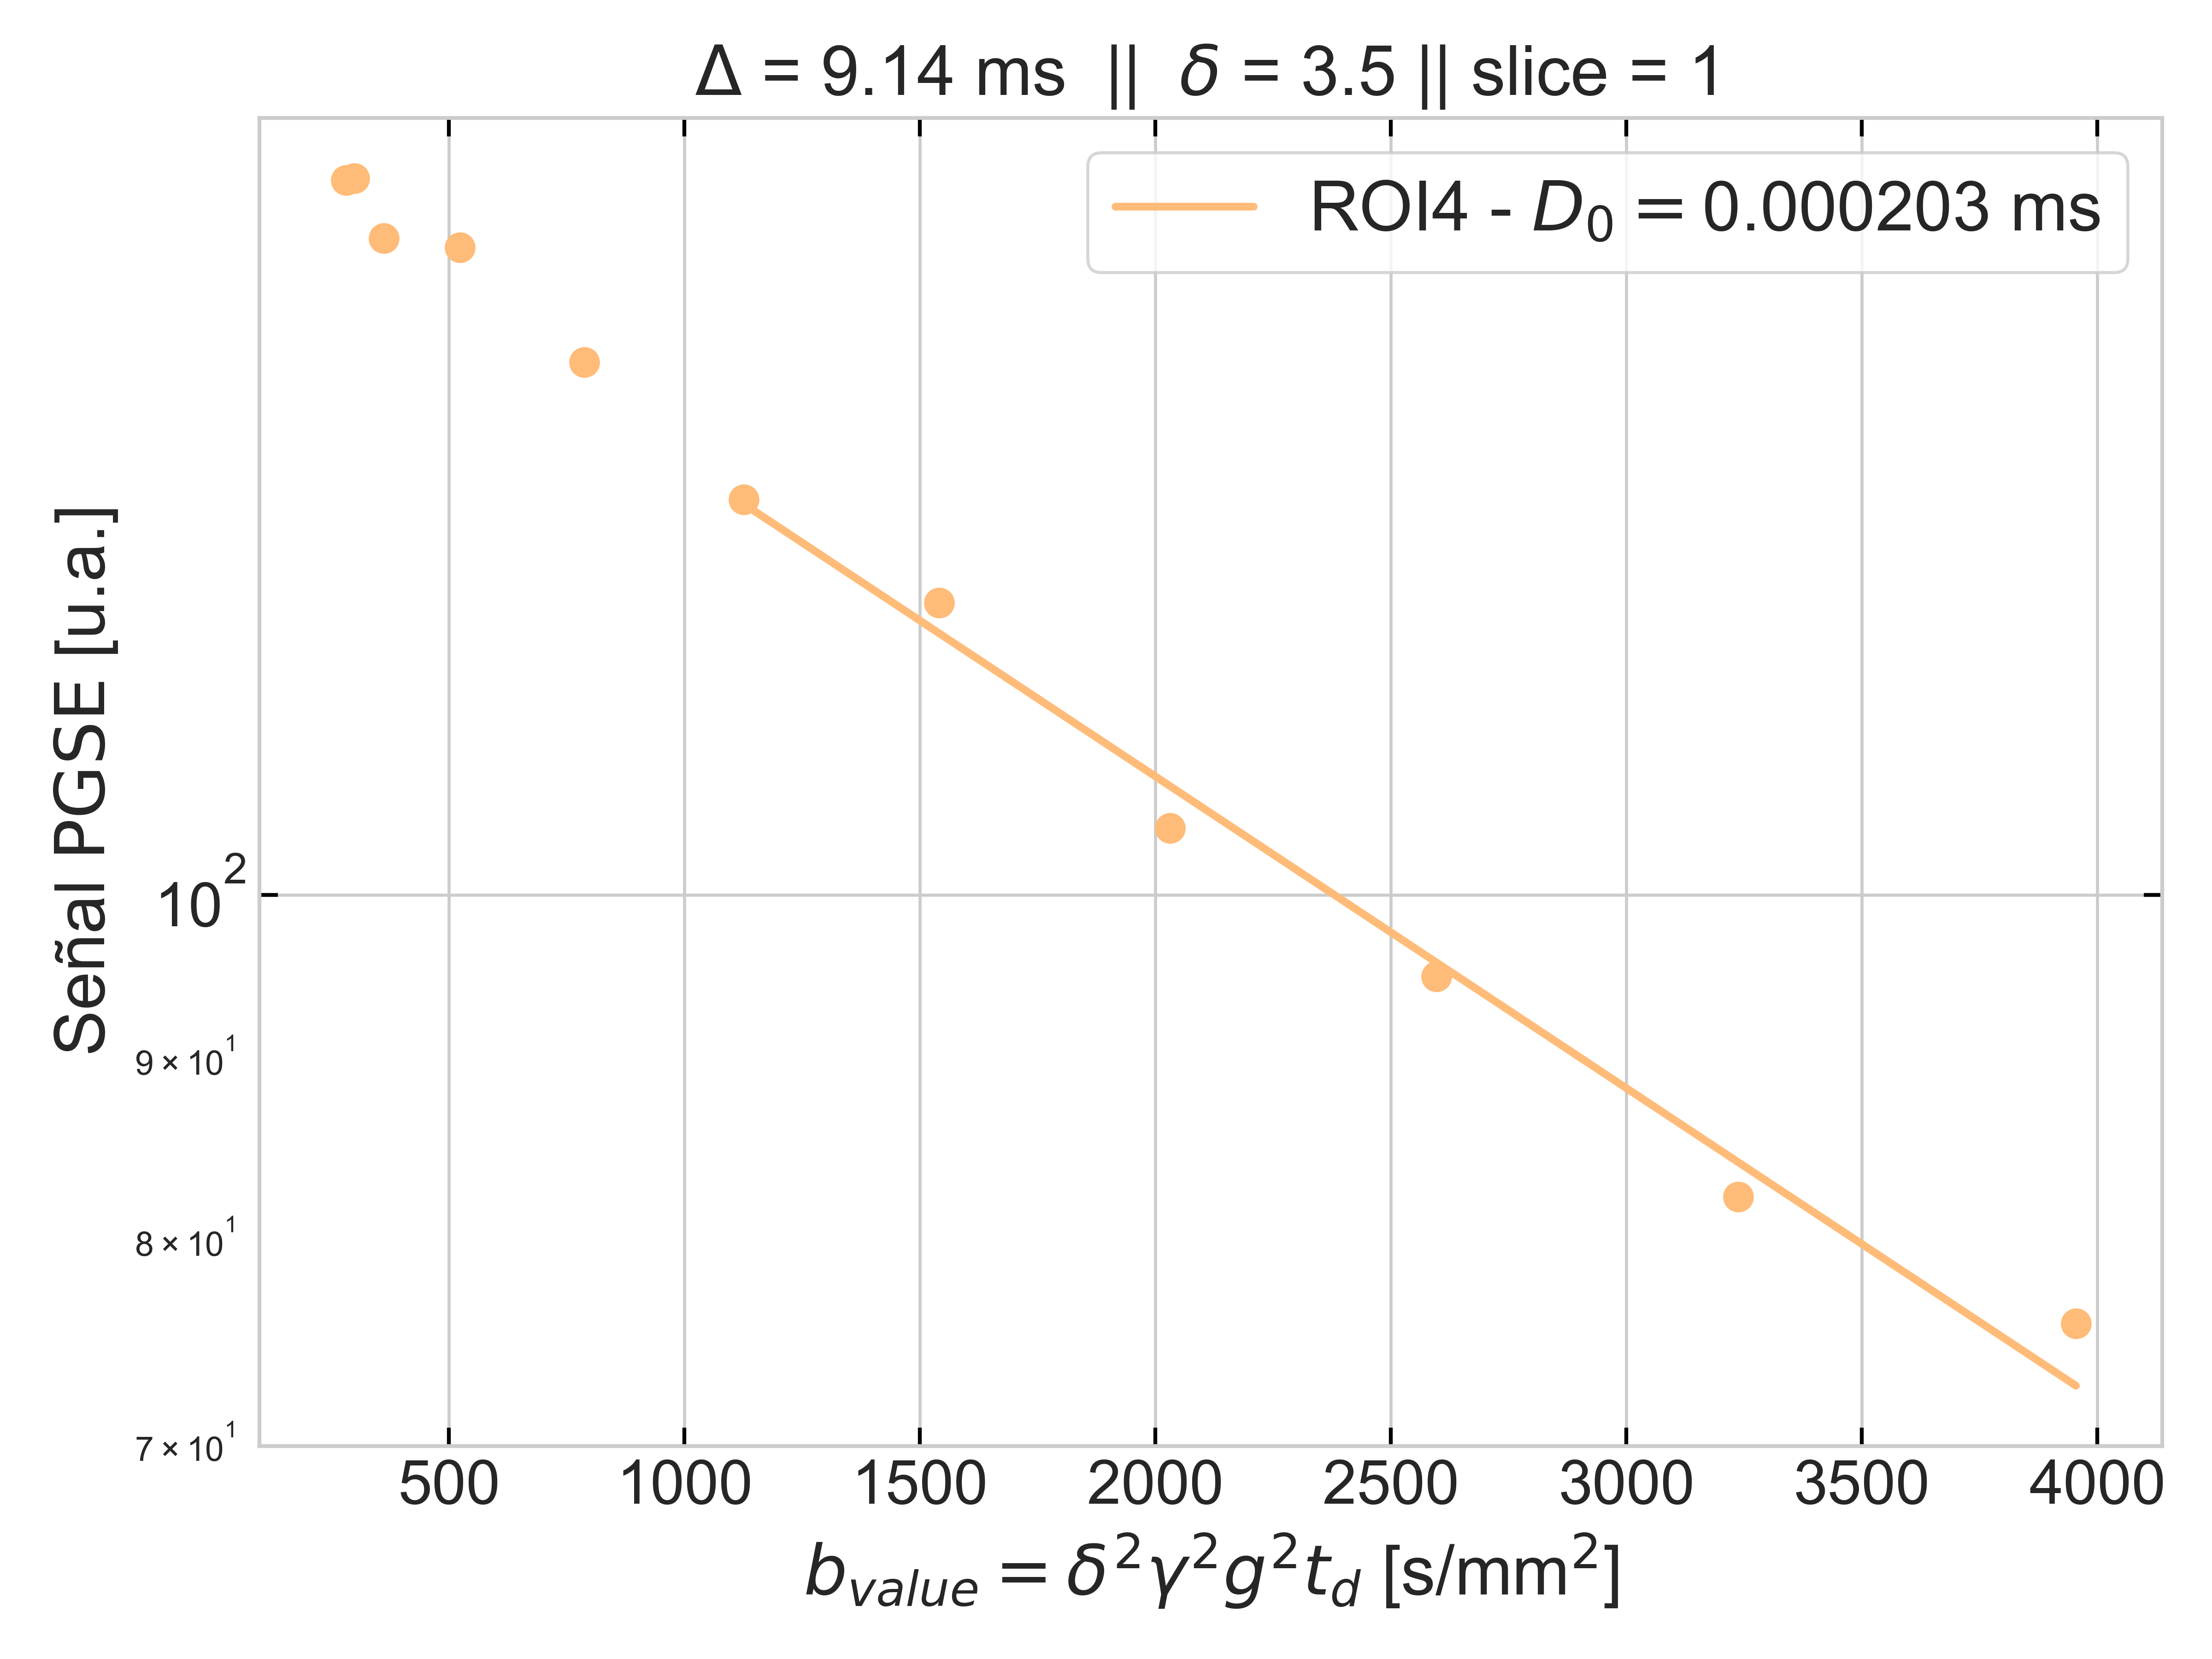 Δ = 9.14 ms || δ = 3.5 || slice = 1
ROI4 - D₀ = 0.000203 ms
Señal PGSE [u.a.]
10²
9 × 10¹
8 × 10¹
7 × 10¹
500 1000 1500 2000 2500 3000 3500 4000
b_value = δ²γ²g²t_d [s/mm²]